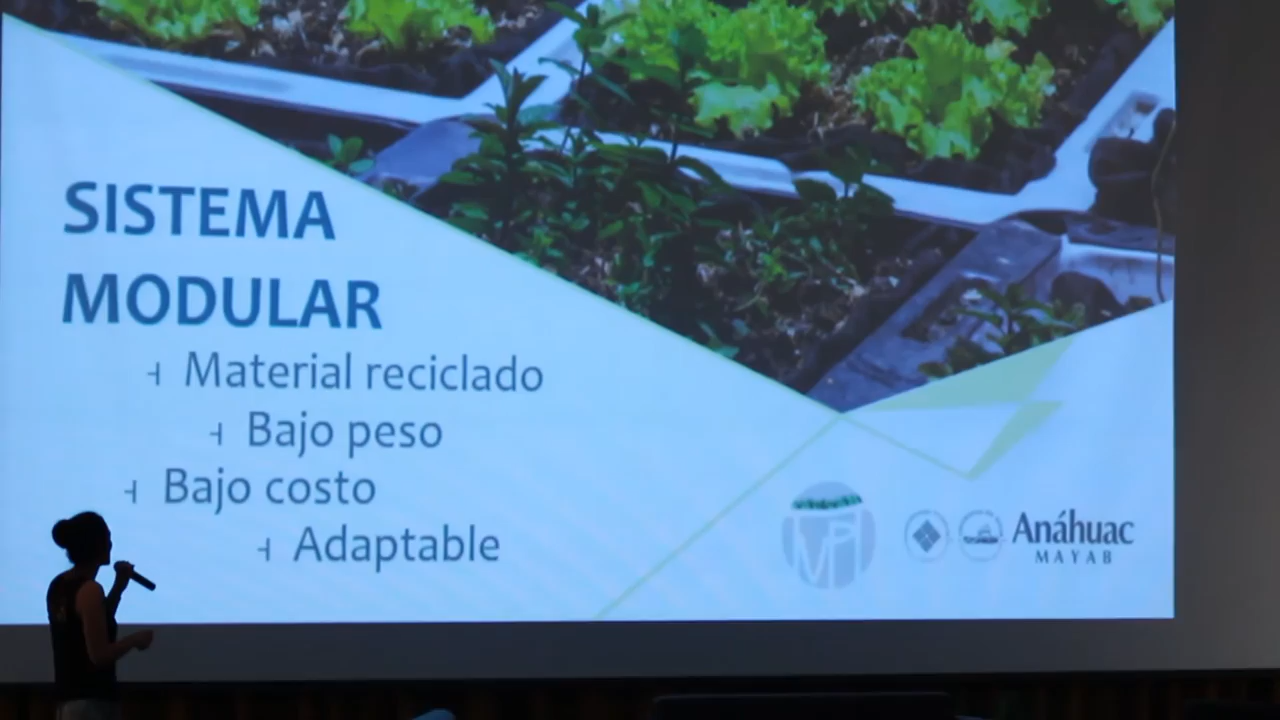 SISTEMA
MODULAR
Material reciclado
Bajo peso
Bajo costo
Adaptable
Anáhuac
MAYAB